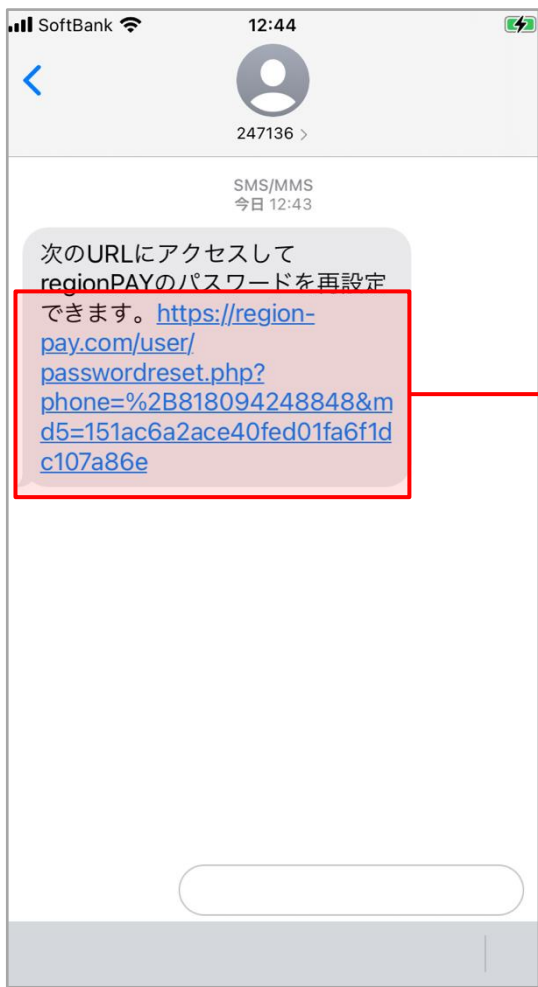 SoftBank 12:44
247136 >
SMS/MMS
今日 12:43
次のURLにアクセスして
regionPAYのパスワードを再設定
できます。https://region-
pay.com/user/
passwordreset.php?
phone=%2B818094248848&m
d5=151ac6a2ace40fed01fa6f1d
c107a86e